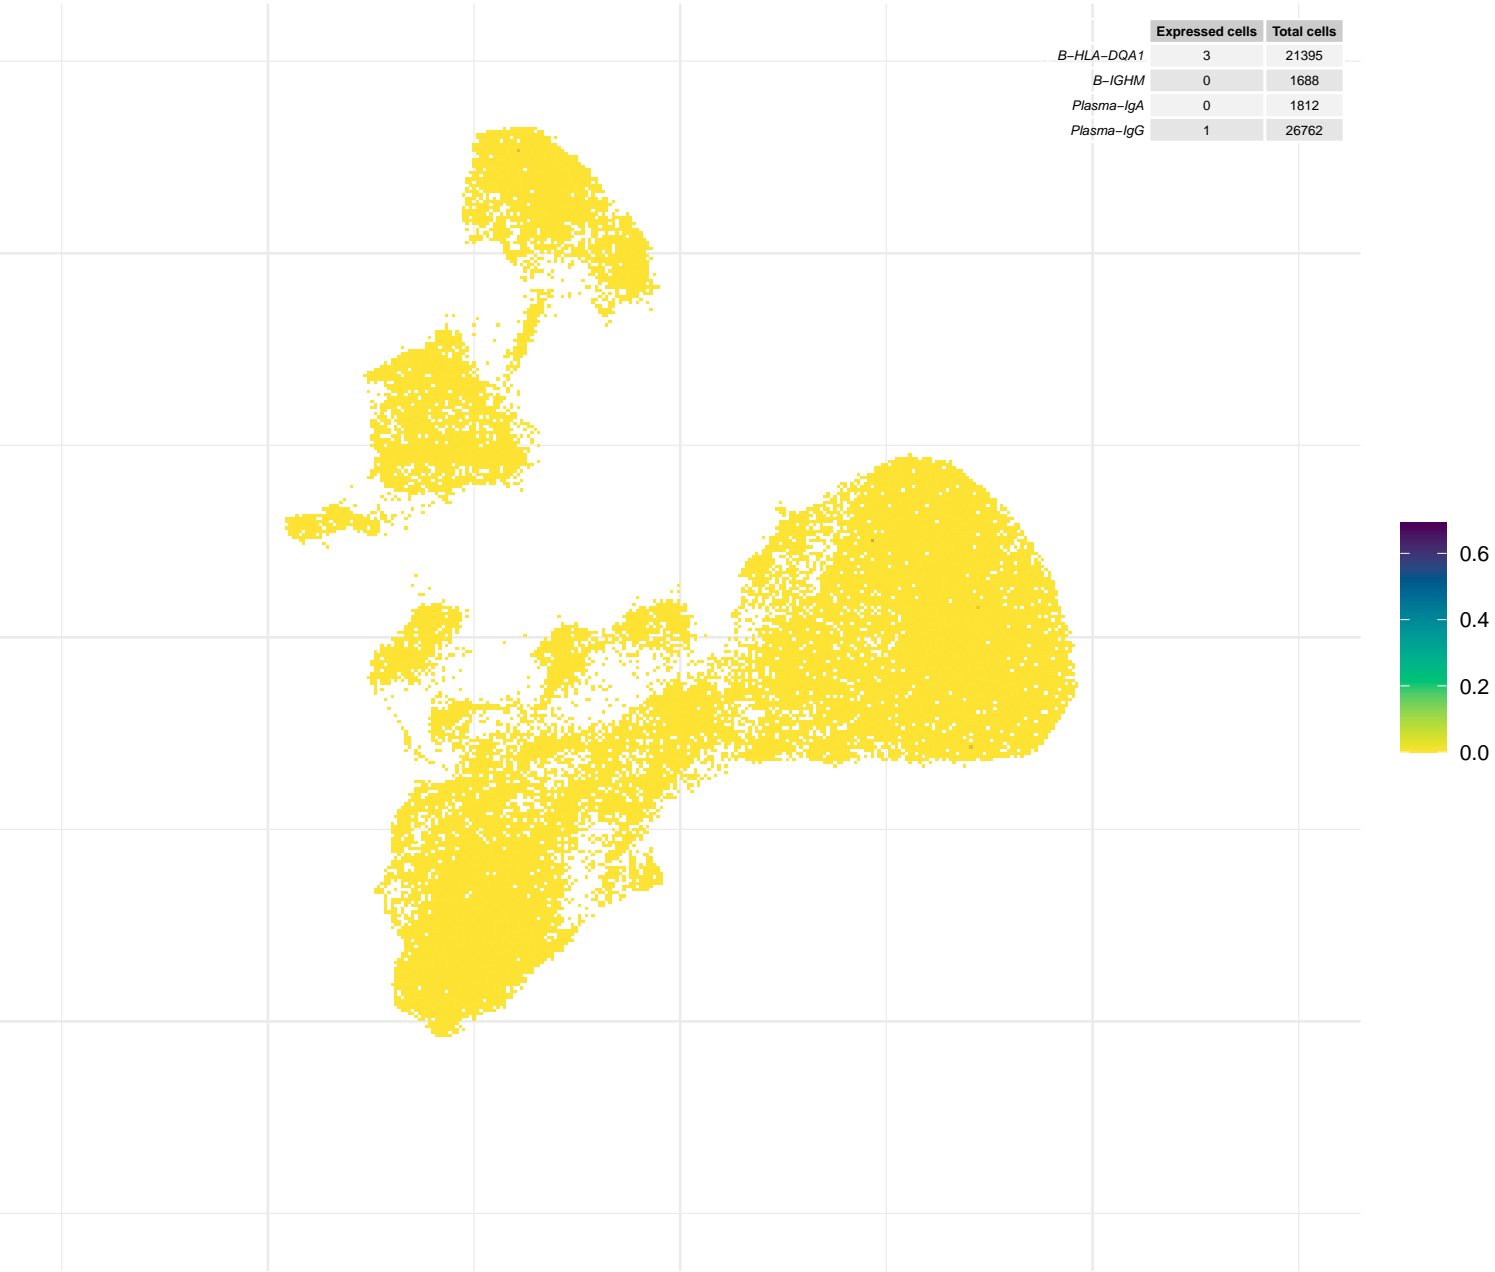 Expressed cells Total cells
B−HLA−DQA1 3 21395
B−IGHM 0 1688
Plasma−IgA 0 1812
Plasma−IgG 1 26762
0.6
0.4
0.2
0.0